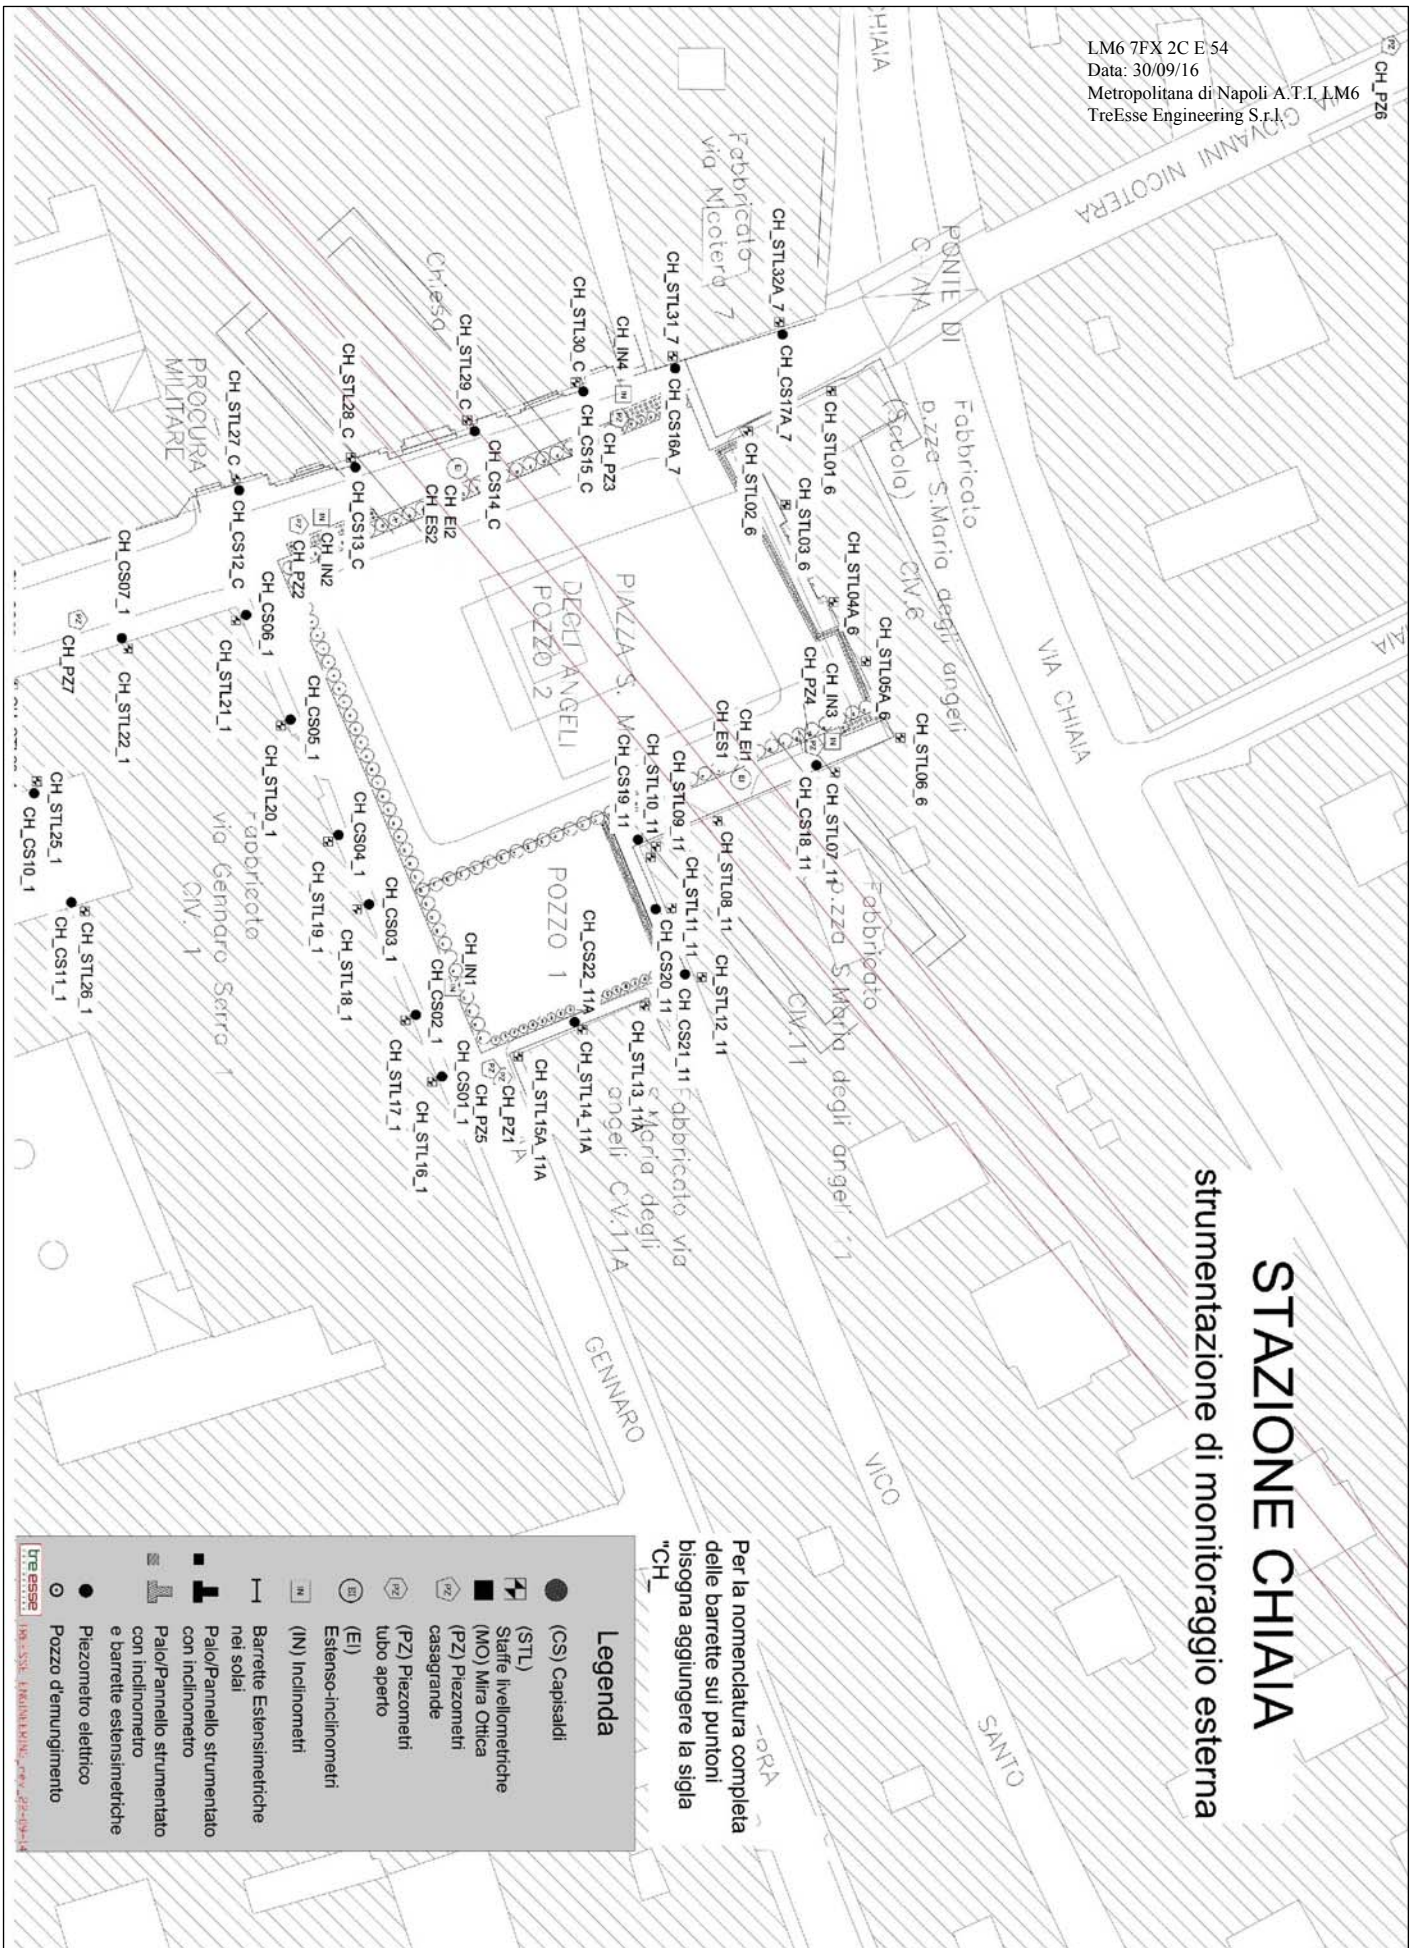 LM6 7FX 2C E 54
Data: 30/09/16
Metropolitana di Napoli A.T.I. LM6
TreEsse Engineering S.r.l.
STAZIONE CHIAIA
strumentazione di monitoraggio esterna
CH_PZ6
VIA GIOVANNI NICOTERA
CHIAIA
PONTE DI
VIA CHIAIA
Fabbricato
via Nicotera 7
CH_STL32A_7
CH_CS17A_7
CH_STL31_7
CH_CS16A_7
CH_IN4
CH_PZ3
CH_STL30_C
CH_CS15_C
Chiesa
CH_STL29_C
CH_CS14_C
CH_EI2
CH_ES2
CH_STL28_C
CH_CS13_C
CH_IN2
CH_PZ2
PROCURA
MILITARE
CH_STL27_C
CH_CS12_C
Fabbricato
p.zza S.Maria degli angeli
(Scuola) CIV.6
CH_STL01_6
CH_STL02_6
CH_STL03_6
CH_STL04A_6
CH_STL05A_6
CH_STL06_6
CH_IN3
CH_PZ4
CH_STL07_11
CH_CS18_11
CH_EI1
CH_ES1
CH_STL08_11
CH_STL09_11
CH_STL10_11
CH_CS19_11
CH_STL11_11
CH_CS20_11
CH_STL12_11
CH_CS21_11
CH_STL13_11A
CH_CS22_11A
CH_STL14_11A
CH_STL15A_11A
CH_PZ1
CH_PZ5
Fabbricato
p.zza S.Maria degli angeli 11
CIV.11
Fabbricato via
S.Maria degli
angeli CV.11A
DEGLI ANGELI
POZZO 2
POZZO 1
CH_IN1
CH_CS01_1
CH_STL16_1
CH_CS02_1
CH_STL17_1
CH_CS03_1
CH_STL18_1
CH_CS04_1
CH_STL19_1
CH_CS05_1
CH_STL20_1
CH_CS06_1
CH_STL21_1
CH_CS07_1
CH_STL22_1
CH_PZ7
Fabbricato
via Gennaro Serra 1
CIV. 1
CH_STL25_1
CH_CS10_1
CH_STL26_1
CH_CS11_1
GENNARO
VICO
SANTO
Per la nomenclatura completa
delle barrette sui puntoni
bisogna aggiungere la sigla
"CH_
Legenda
(CS) Capisaldi
(STL)
Staffe livellometriche
(MO) Mira Ottica
PZ (PZ) Piezometri
casagrande
PZ (PZ) Piezometri
tubo aperto
EI (EI)
Estenso-inclinometri
IN (IN) Inclinometri
Barrette Estensimetriche
nei solai
Palo/Pannello strumentato
con inclinometro
Palo/Pannello strumentato
con inclinometro
e barrette estensimetriche
Piezometro elettrico
Pozzo d'emungimento
tre esse